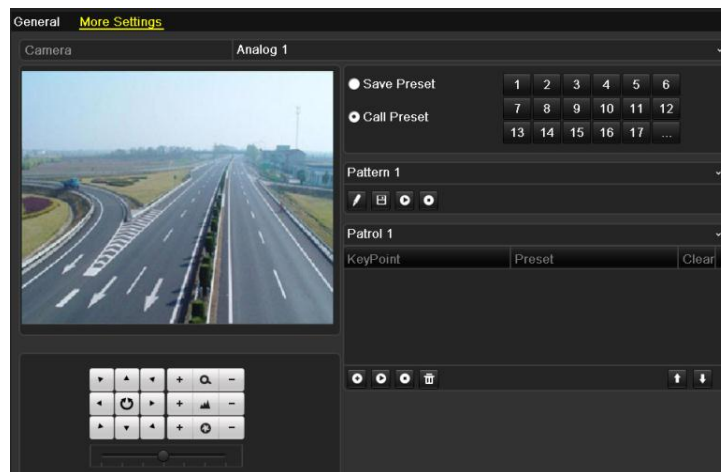 General More Settings
Camera Analog 1
Save Preset 1 2 3 4 5 6
Call Preset 7 8 9 10 11 12
13 14 15 16 17 ...
Pattern 1
Patrol 1
KeyPoint Preset Clear